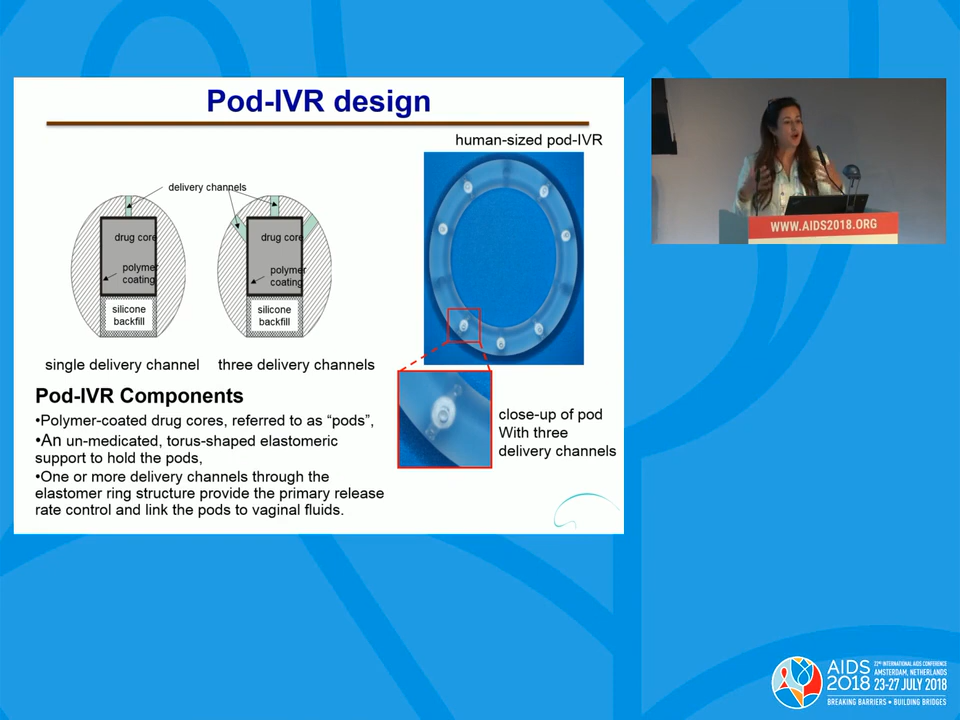 Pod-IVR design
human-sized pod-IVR
delivery channels
drug core
polymer
coating
silicone
backfill
drug core
polymer
coating
silicone
backfill
single delivery channel
three delivery channels
Pod-IVR Components
•Polymer-coated drug cores, referred to as “pods”,
•An un-medicated, torus-shaped elastomeric
support to hold the pods,
•One or more delivery channels through the
elastomer ring structure provide the primary release
rate control and link the pods to vaginal fluids.
close-up of pod
With three
delivery channels
WWW.AIDS2018.ORG
AIDS
2018
22ND INTERNATIONAL AIDS CONFERENCE
AMSTERDAM, NETHERLANDS
23-27 JULY 2018
BREAKING BARRIERS • BUILDING BRIDGES